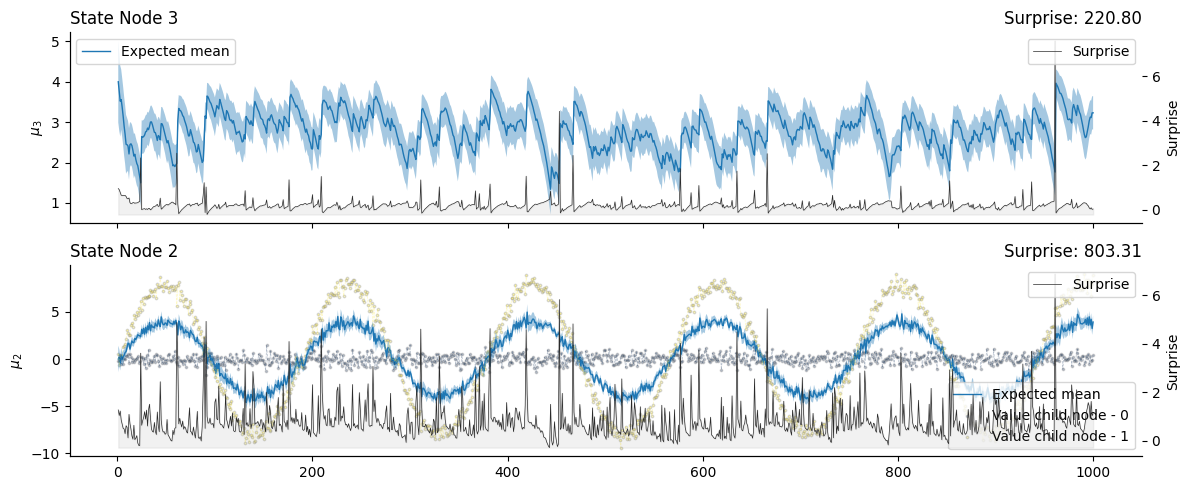 State Node 3
Surprise: 220.80
Expected mean
Surprise
5
4
3
2
1
μ3
6
4
2
0
Surprise
State Node 2
Surprise: 803.31
Surprise
5
0
−5
−10
μ2
6
4
2
0
Surprise
Expected mean
Value child node - 0
Value child node - 1
0
200
400
600
800
1000